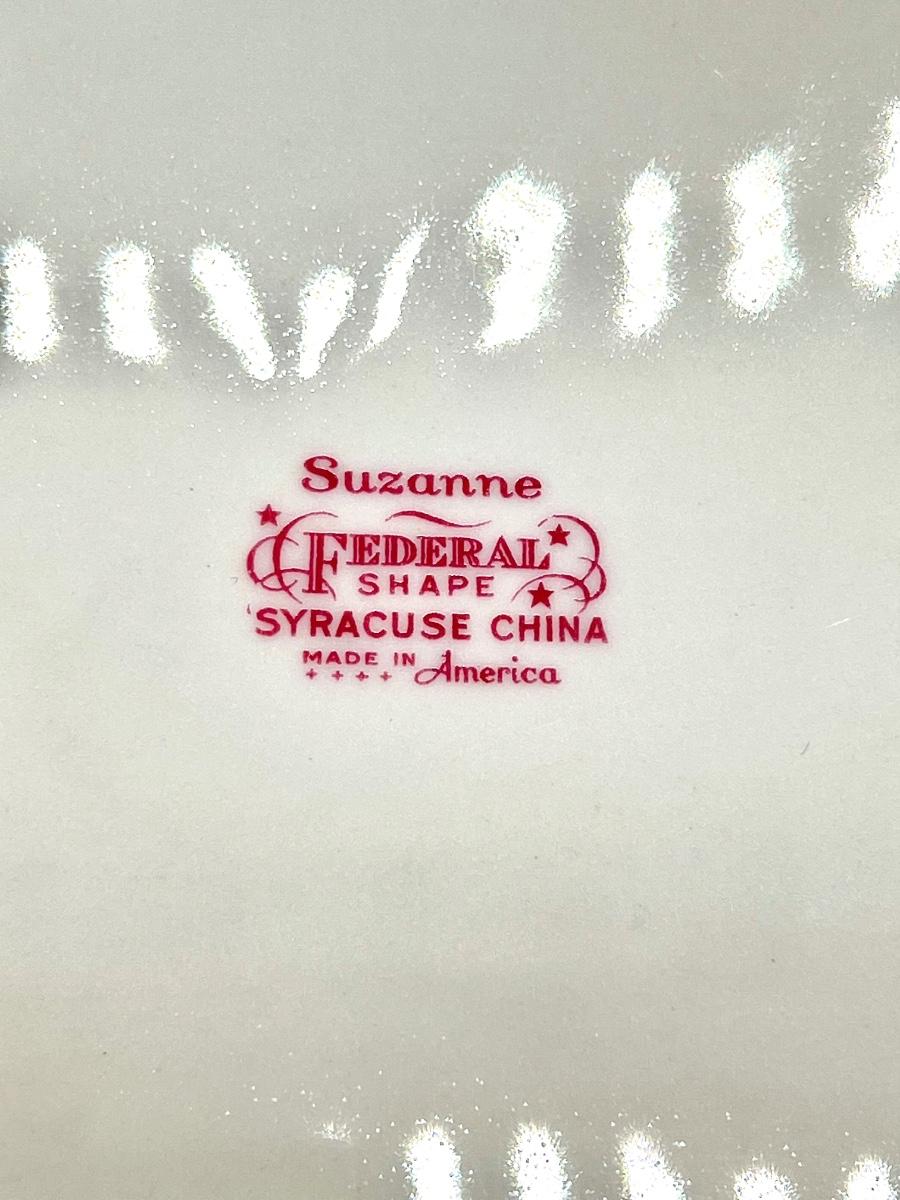 Suzanne
FEDERAL
SHAPE
SYRACUSE CHINA
MADE IN America